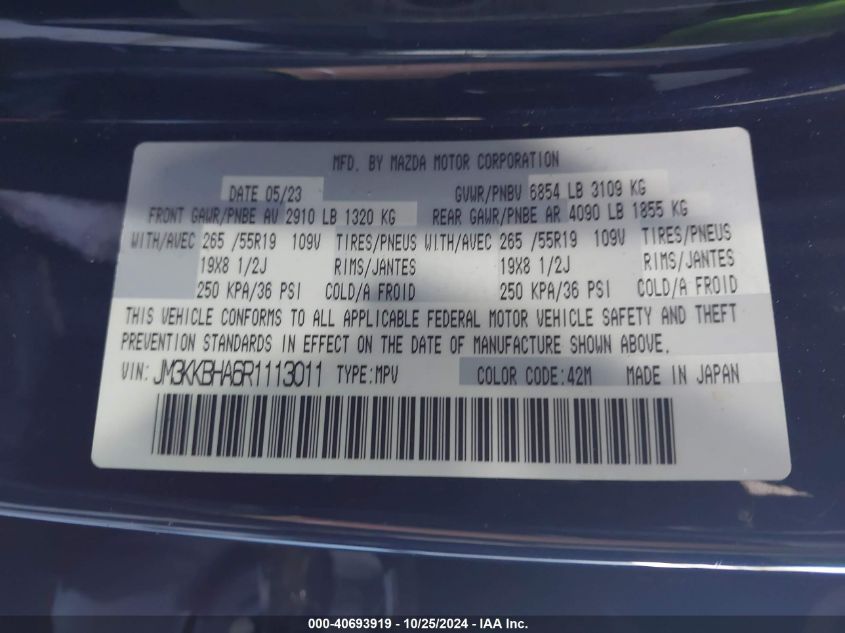 MFD. BY MAZDA MOTOR CORPORATION
DATE 05/23 GVWR/PNBV 6854 LB 3109 KG
FRONT GAWR/PNBE AV 2910 LB 1320 KG REAR GAWR/PNBE AR 4090 LB 1855 KG
WITH/AVEC 265 /55R19 109V TIRES/PNEUS WITH/AVEC 265 /55R19 109V TIRES/PNEUS
19X8 1/2J RIMS/JANTES 19X8 1/2J RIMS/JANTES
250 KPA/36 PSI COLD/A FROID 250 KPA/36 PSI COLD/A FROID
THIS VEHICLE CONFORMS TO ALL APPLICABLE FEDERAL MOTOR VEHICLE SAFETY AND THEFT
PREVENTION STANDARDS IN EFFECT ON THE DATE OF MANUFACTURE SHOWN ABOVE.
VIN: JM3KKBHA6R1113011 TYPE:MPV COLOR CODE:42M MADE IN JAPAN
000-40693919 - 10/25/2024 - IAA Inc.